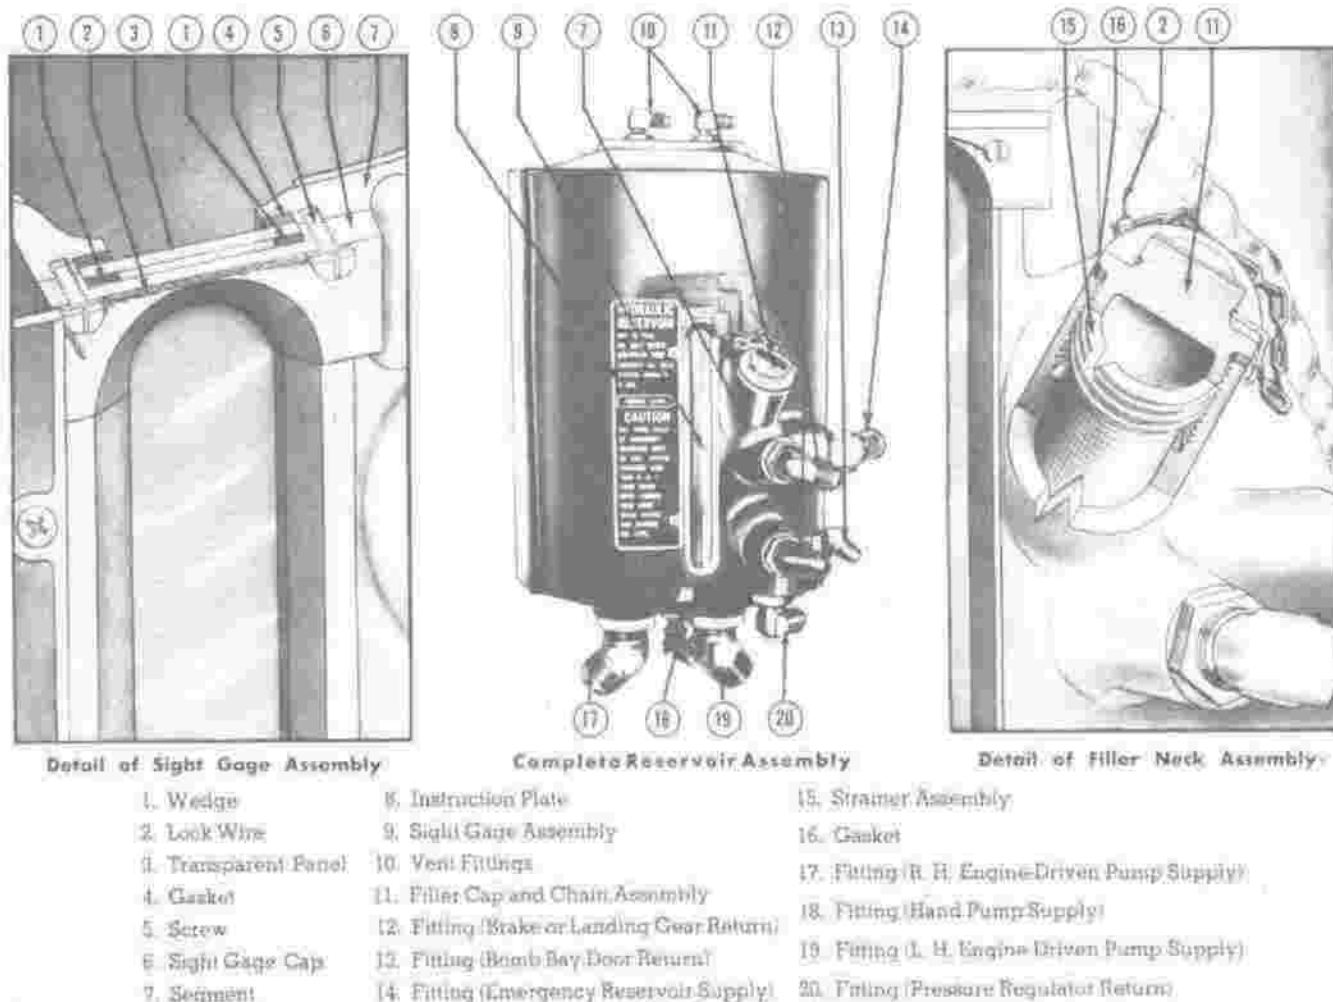 1 2 3 1 4 5 6 7
8 9 7 10 11 12 13 14
15 16 2 11
HYDRAULIC
RESERVOIR
CAUTION
17 18 19 20
Detail of Sight Gage Assembly
Complete Reservoir Assembly
Detail of Filler Neck Assembly
1. Wedge
2. Lock Wire
3. Transparent Panel
4. Gasket
5. Screw
6. Sight Gage Cap
7. Segment
8. Instruction Plate
9. Sight Gage Assembly
10. Vent Fittings
11. Filler Cap and Chain Assembly
12. Fitting (Brake or Landing Gear Return)
13. Fitting (Bomb Bay Door Return)
14. Fitting (Emergency Reservoir Supply)
15. Strainer Assembly
16. Gasket
17. Fitting (R. H. Engine-Driven Pump Supply)
18. Fitting (Hand Pump Supply)
19. Fitting (L. H. Engine-Driven Pump Supply)
20. Fitting (Pressure Regulator Return)